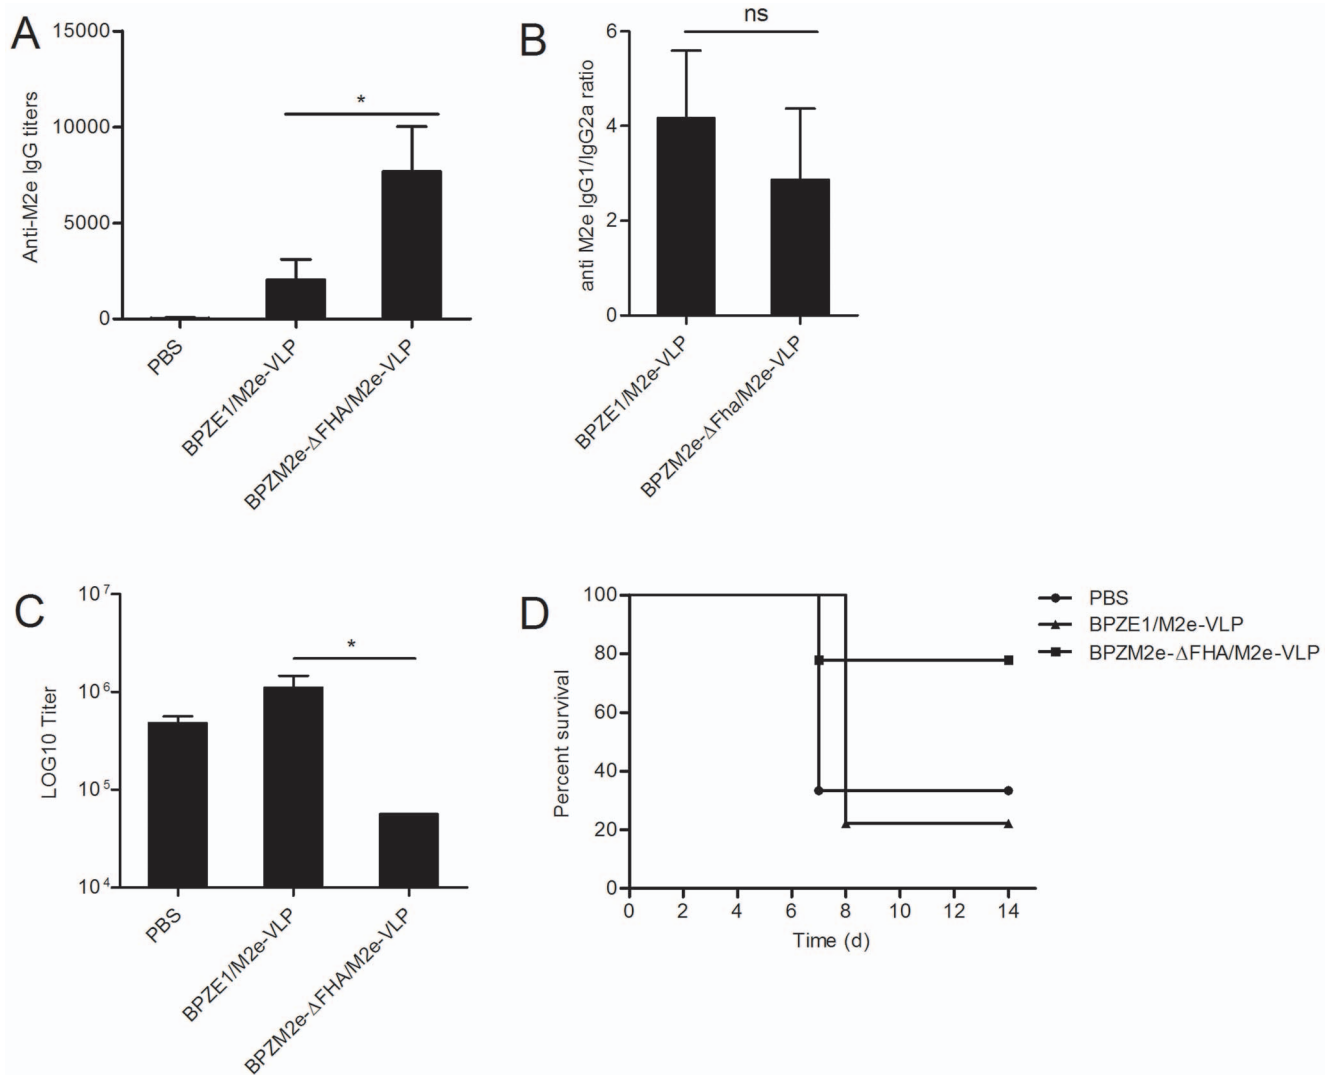 A
Anti-M2e IgG titers
15000
10000
5000
0
*
PBS
BPZE1/M2e-VLP
BPZM2e-ΔFHA/M2e-VLP
B
anti M2e IgG1/IgG2a ratio
6
4
2
0
ns
BPZE1/M2e-VLP
BPZM2e-ΔFha/M2e-VLP
C
LOG10 Titer
10⁷
10⁶
10⁵
10⁴
*
PBS
BPZE1/M2e-VLP
BPZM2e-ΔFHA/M2e-VLP
D
Percent survival
100
80
60
40
20
0
0 2 4 6 8 10 12 14
Time (d)
PBS
BPZE1/M2e-VLP
BPZM2e-ΔFHA/M2e-VLP